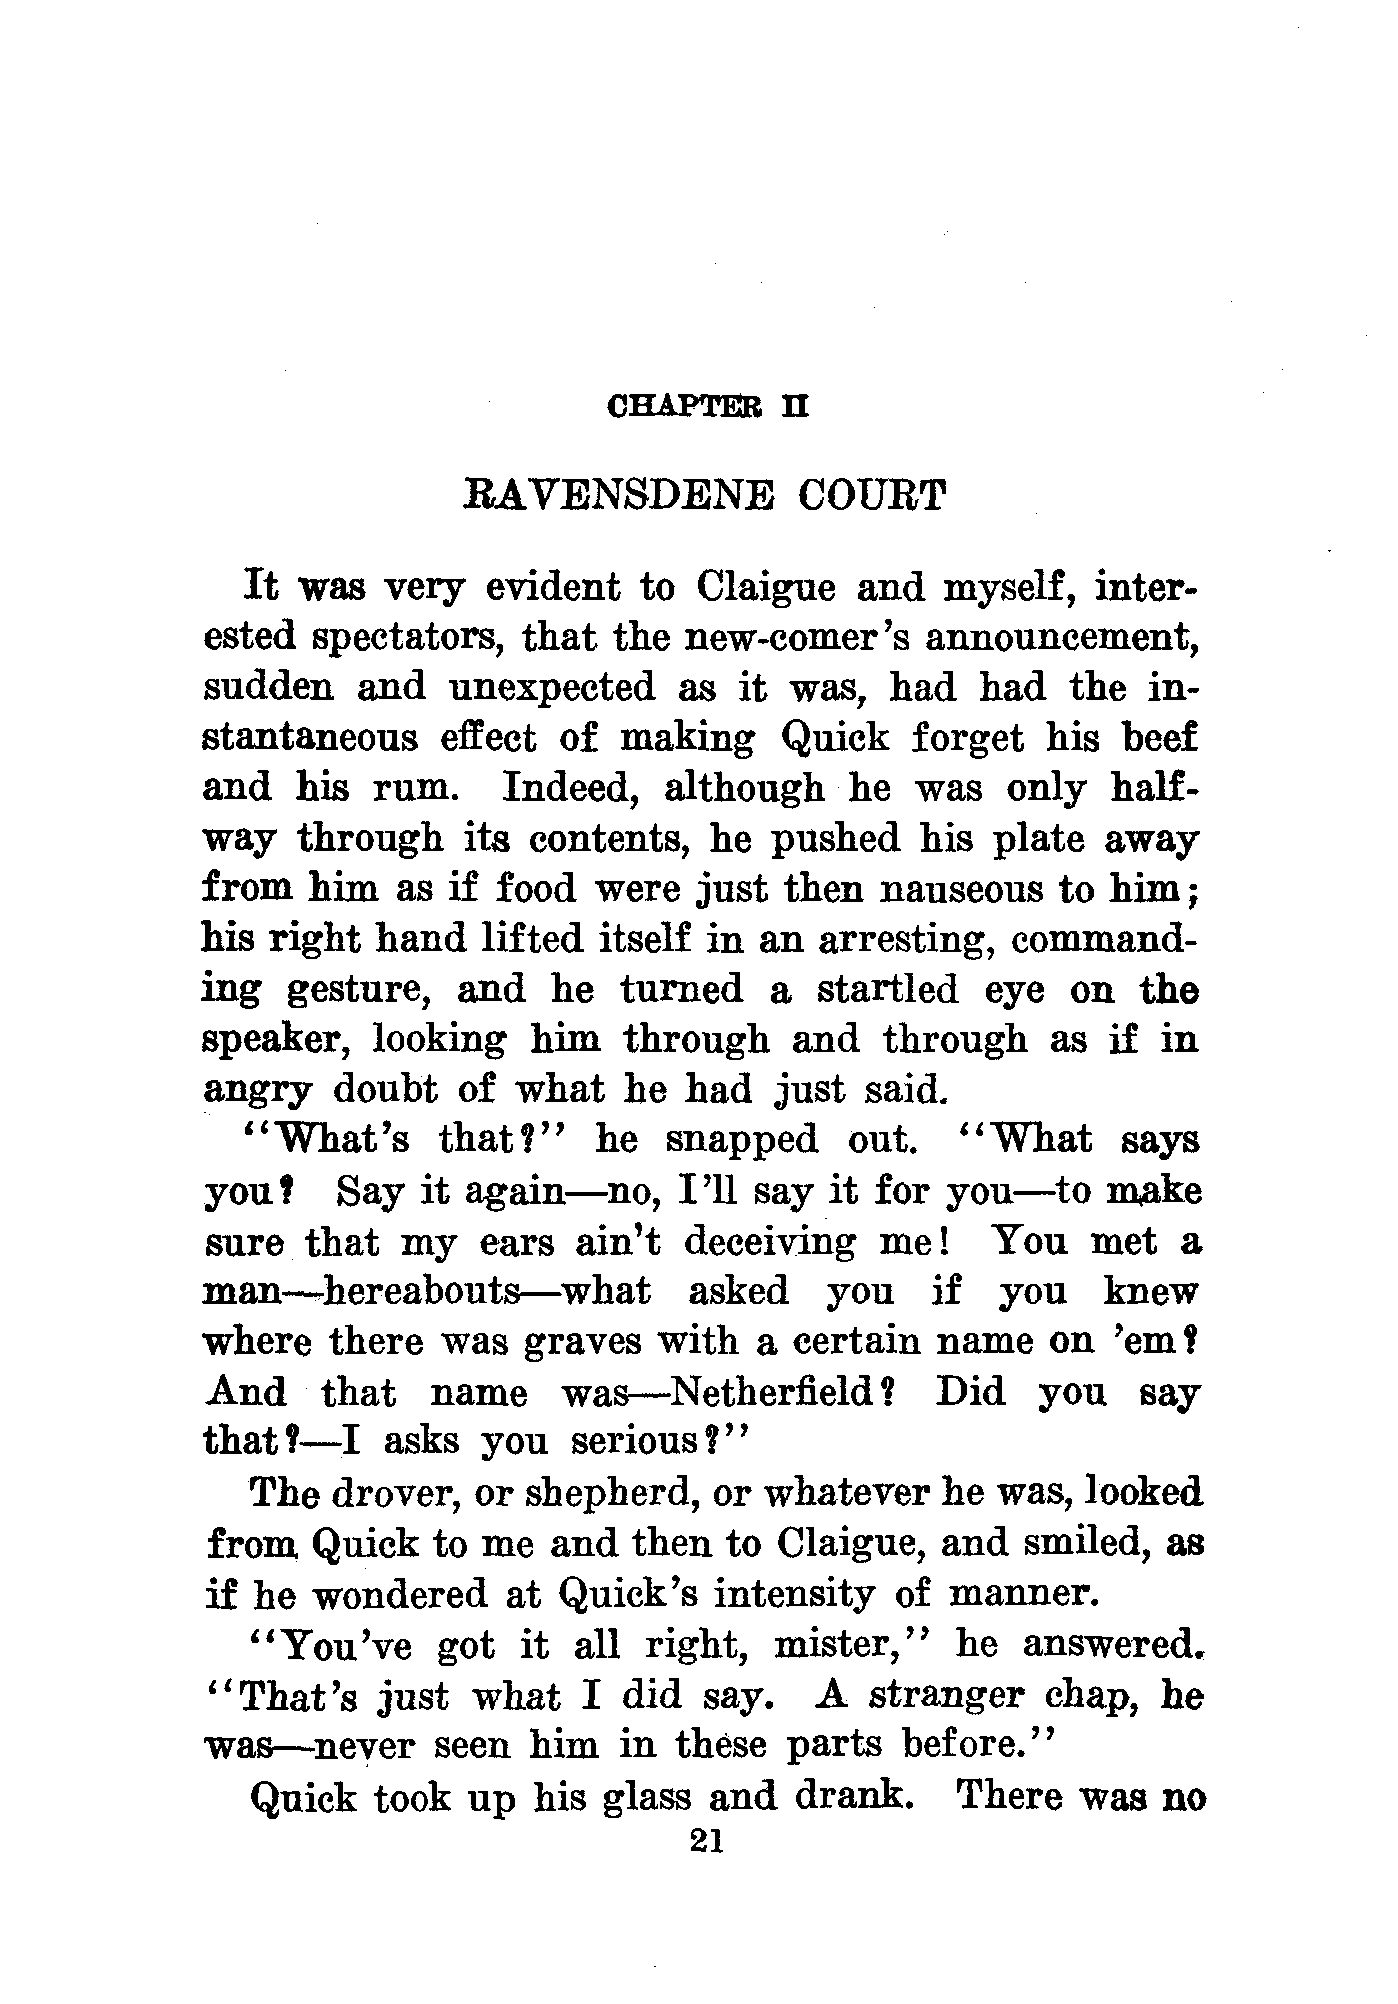 CHAPTER II
RAVENSDENE COURT
It was very evident to Claigue and myself, inter-
ested spectators, that the new-comer's announcement,
sudden and unexpected as it was, had had the in-
stantaneous effect of making Quick forget his beef
and his rum. Indeed, although he was only half-
way through its contents, he pushed his plate away
from him as if food were just then nauseous to him;
his right hand lifted itself in an arresting, command-
ing gesture, and he turned a startled eye on the
speaker, looking him through and through as if in
angry doubt of what he had just said.
"What's that?" he snapped out. "What says
you? Say it again—no, I'll say it for you—to make
sure that my ears ain't deceiving me! You met a
man—hereabouts—what asked you if you knew
where there was graves with a certain name on 'em?
And that name was—Netherfield? Did you say
that?—I asks you serious?"
The drover, or shepherd, or whatever he was, looked
from Quick to me and then to Claigue, and smiled, as
if he wondered at Quick's intensity of manner.
"You've got it all right, mister," he answered.
"That's just what I did say. A stranger chap, he
was—never seen him in these parts before."
Quick took up his glass and drank. There was no
21